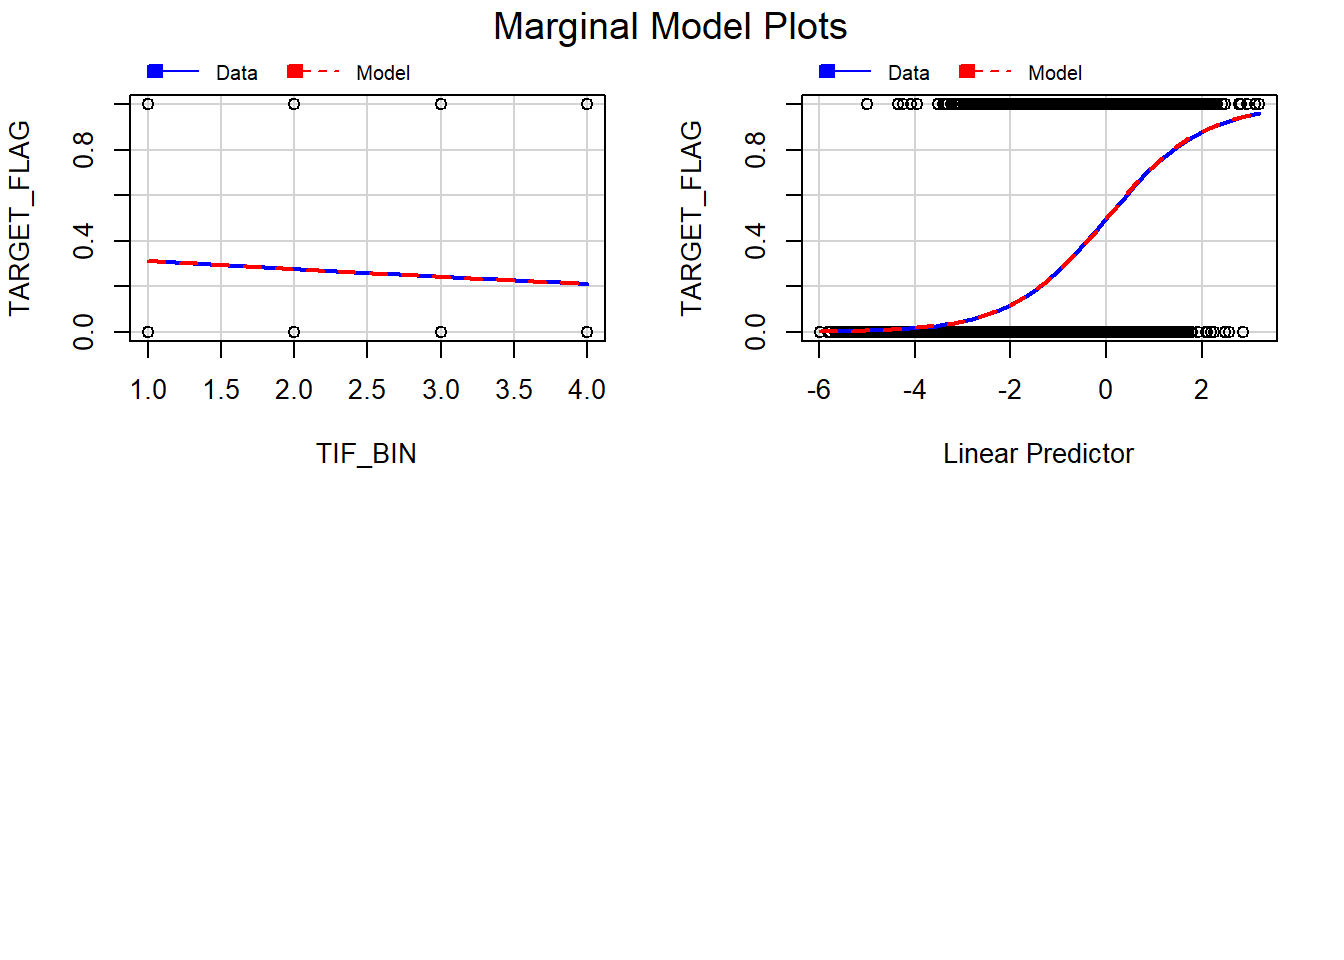 Marginal Model Plots
Data Model
TARGET_FLAG
0.8
0.4
0.0
1.0 1.5 2.0 2.5 3.0 3.5 4.0
TIF_BIN
Data Model
TARGET_FLAG
0.8
0.4
0.0
-6 -4 -2 0 2
Linear Predictor